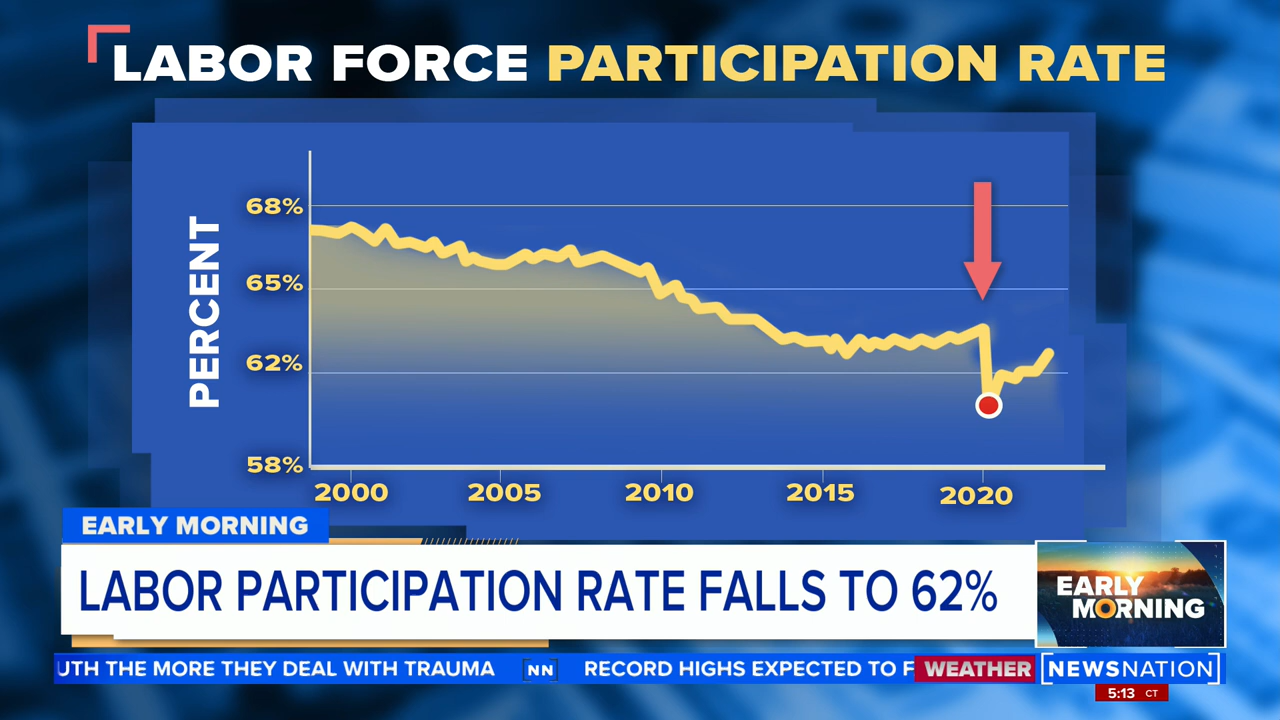 LABOR FORCE PARTICIPATION RATE
PERCENT
68%
65%
62%
58%
2000 2005 2010 2015 2020
EARLY MORNING
LABOR PARTICIPATION RATE FALLS TO 62%
EARLY
MORNING
UTH THE MORE THEY DEAL WITH TRAUMA NN RECORD HIGHS EXPECTED TO F WEATHER NEWSNATION
5:13 CT